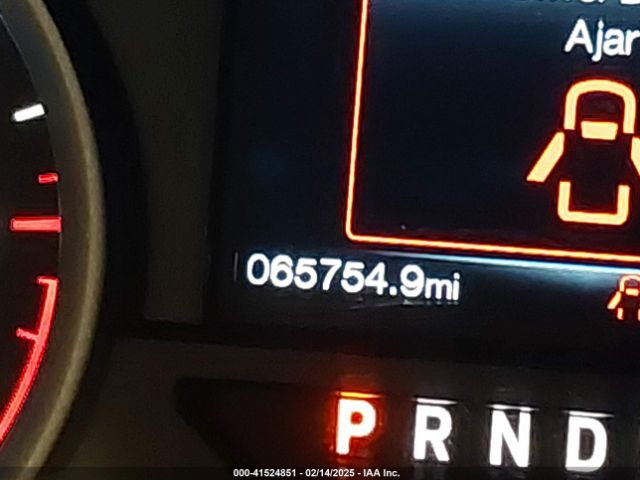 Ajar
065754.9mi
P R N D
000-41524851 - 02/14/2025 - IAA Inc.